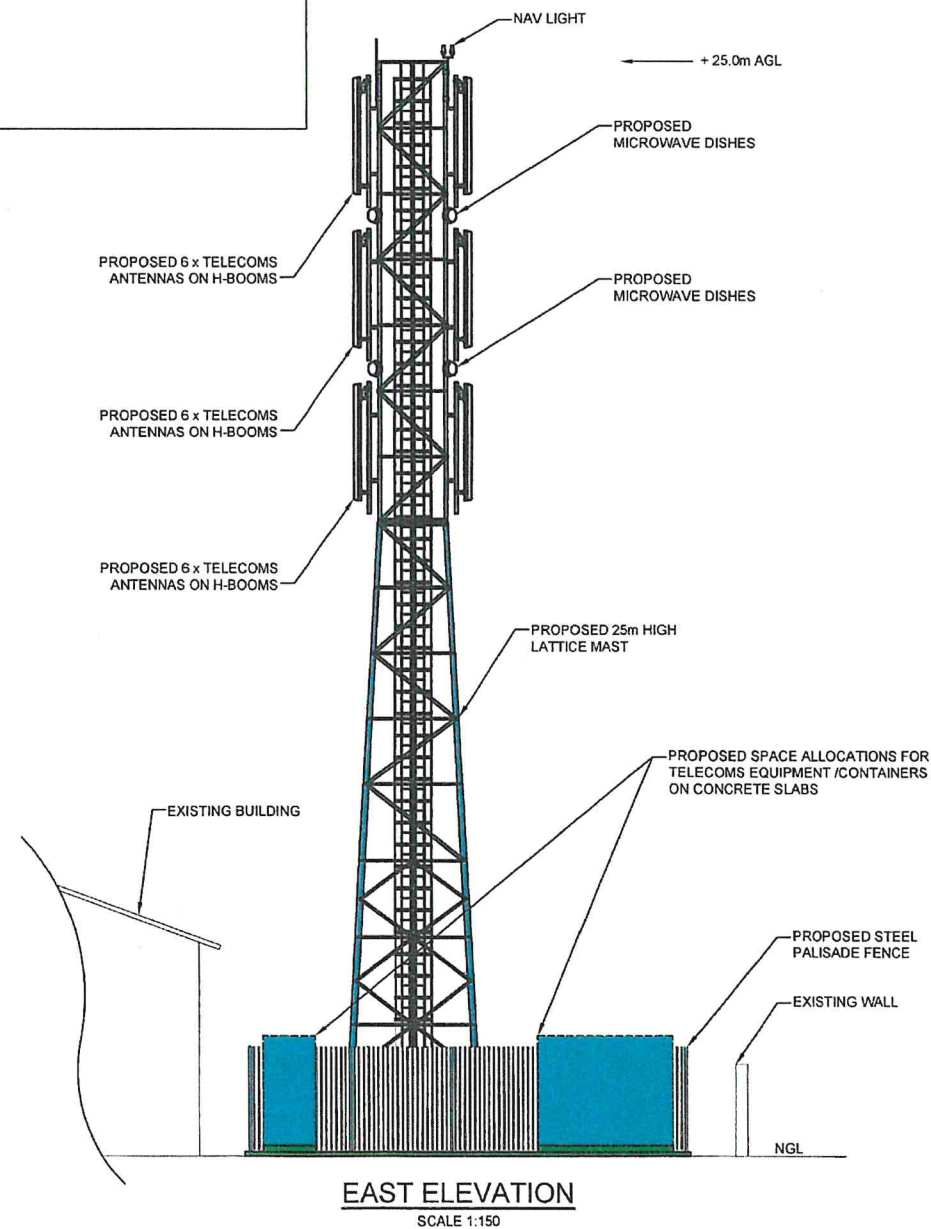 NAV LIGHT
+ 25.0m AGL
PROPOSED
MICROWAVE DISHES
PROPOSED 6 x TELECOMS
ANTENNAS ON H-BOOMS
PROPOSED
MICROWAVE DISHES
PROPOSED 6 x TELECOMS
ANTENNAS ON H-BOOMS
PROPOSED 6 x TELECOMS
ANTENNAS ON H-BOOMS
PROPOSED 25m HIGH
LATTICE MAST
PROPOSED SPACE ALLOCATIONS FOR
TELECOMS EQUIPMENT /CONTAINERS
ON CONCRETE SLABS
EXISTING BUILDING
PROPOSED STEEL
PALISADE FENCE
EXISTING WALL
NGL
EAST ELEVATION
SCALE 1:150